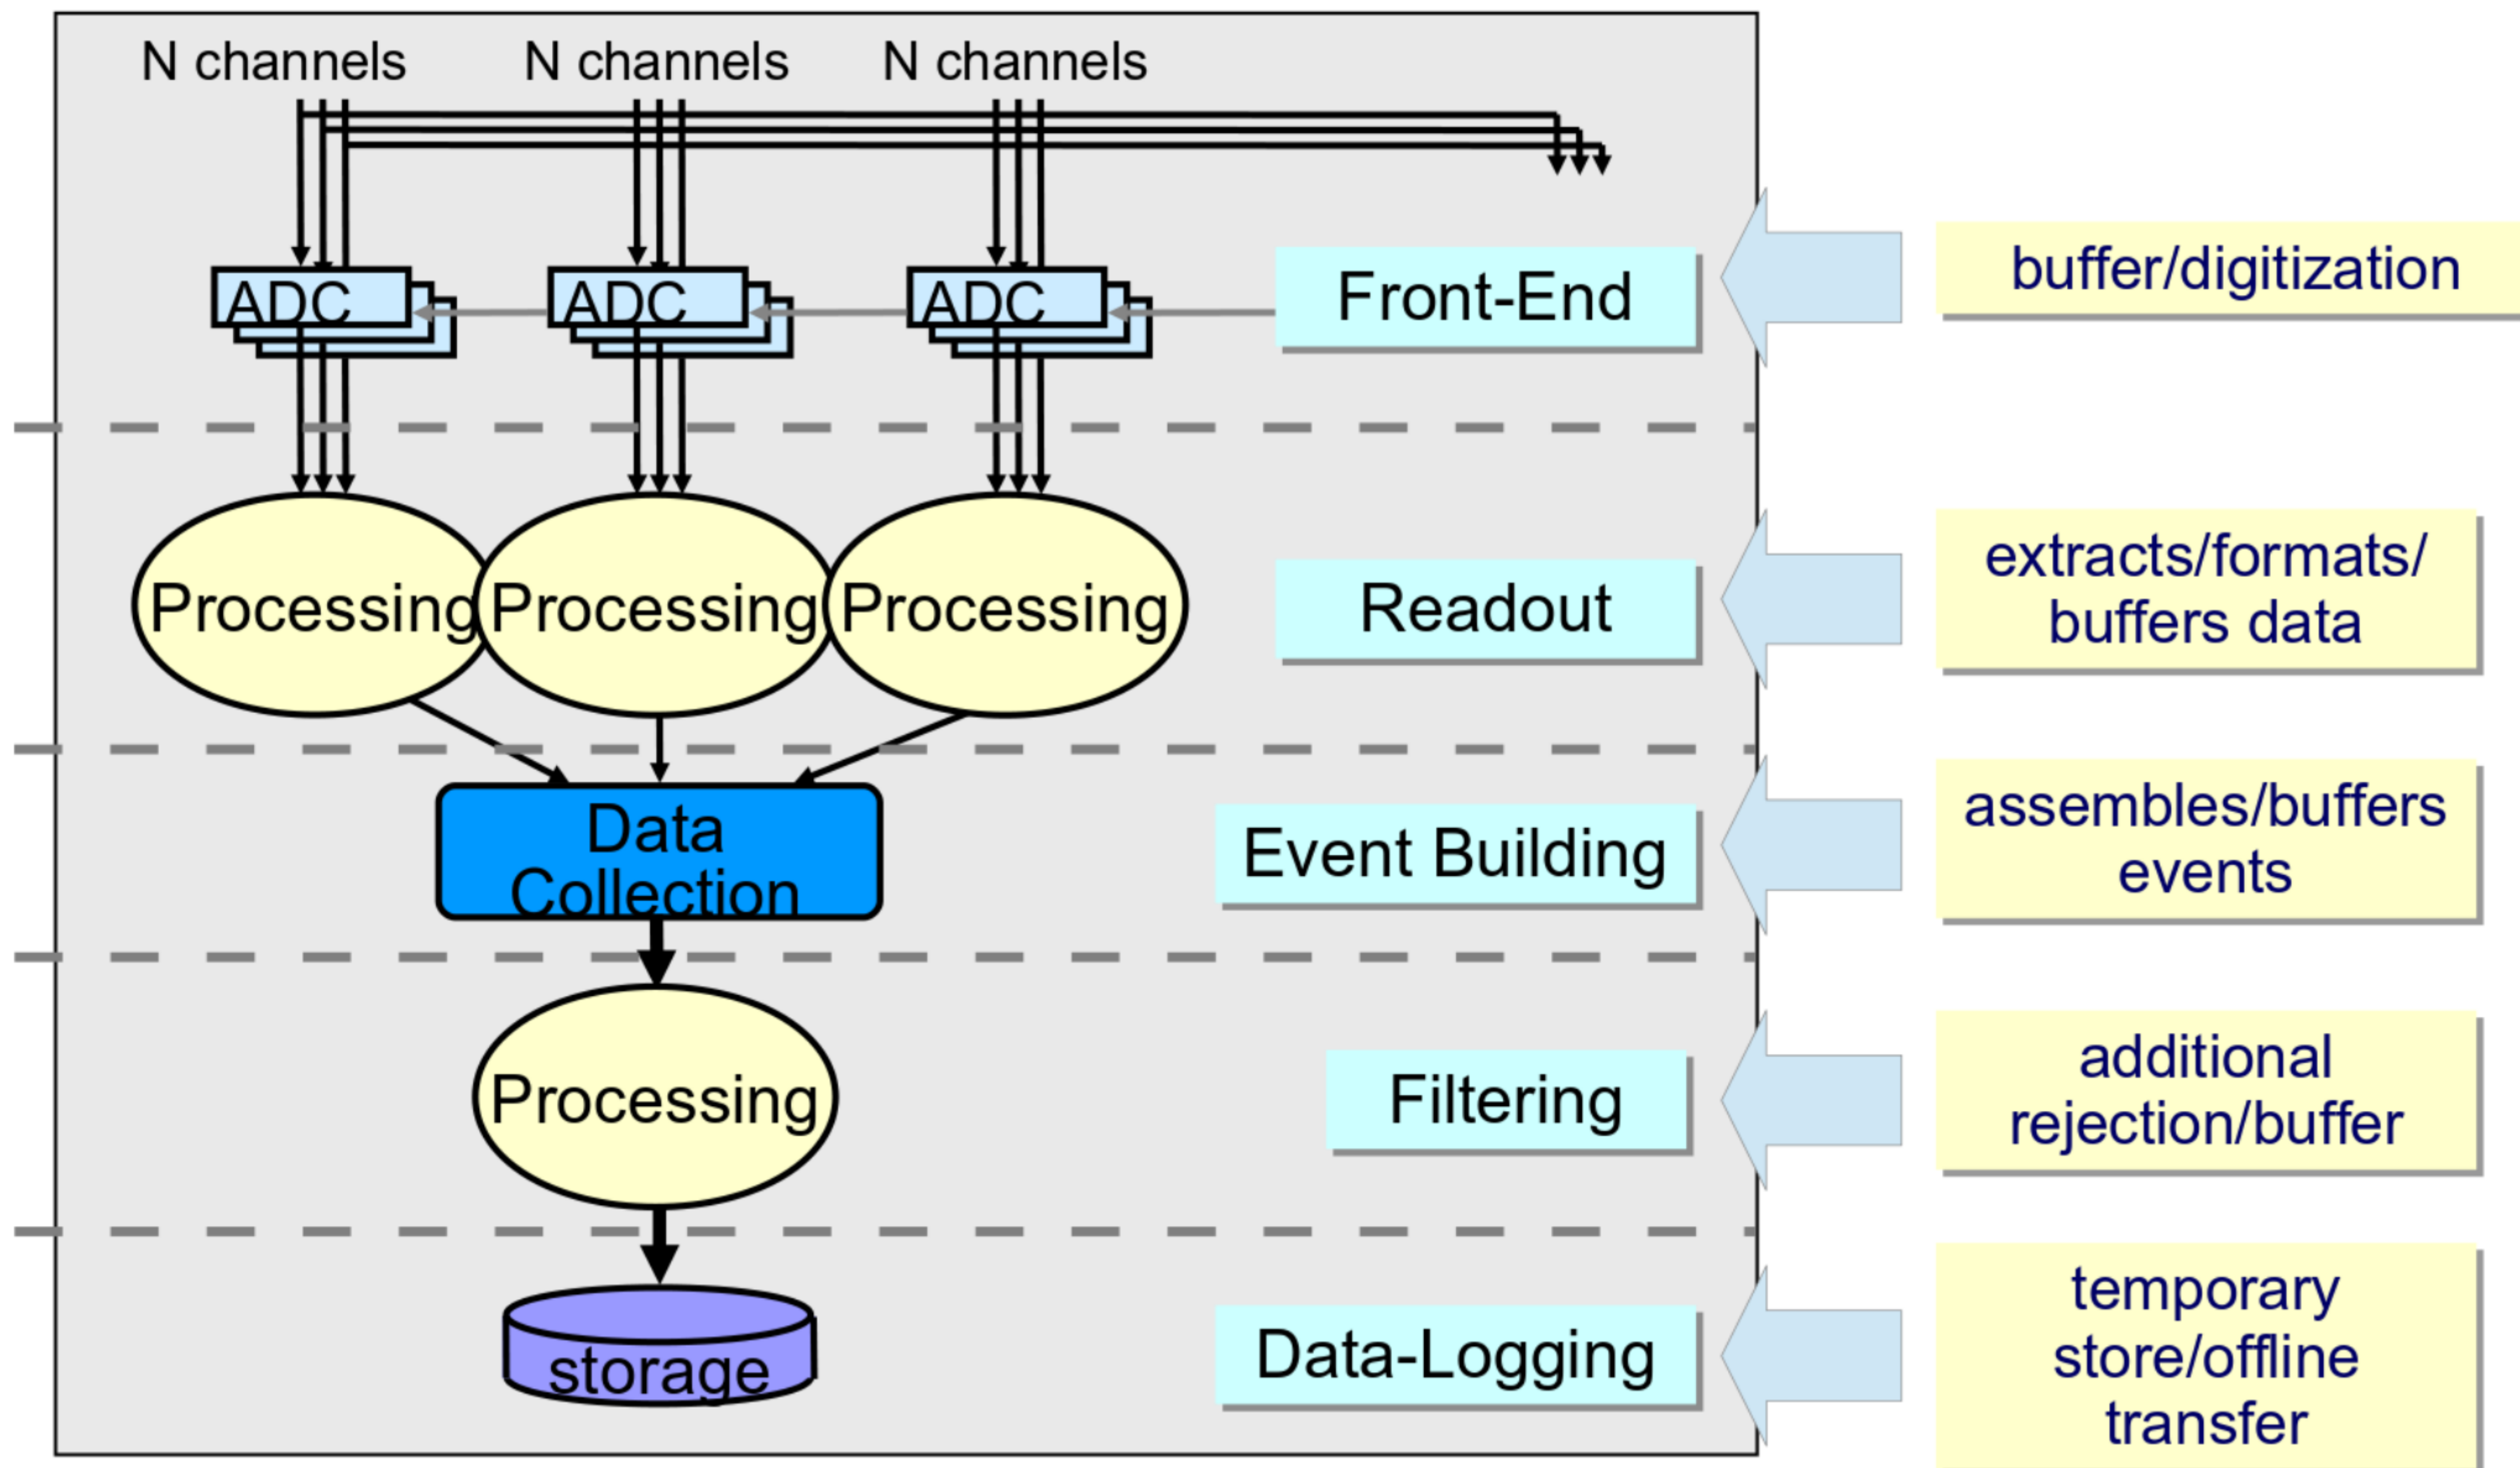 N channels
N channels
N channels
ADC
ADC
ADC
Front-End
buffer/digitization
Processing
Processing
Processing
Readout
extracts/formats/
buffers data
Data
Collection
Event Building
assembles/buffers
events
Processing
Filtering
additional
rejection/buffer
storage
Data-Logging
temporary
store/offline
transfer